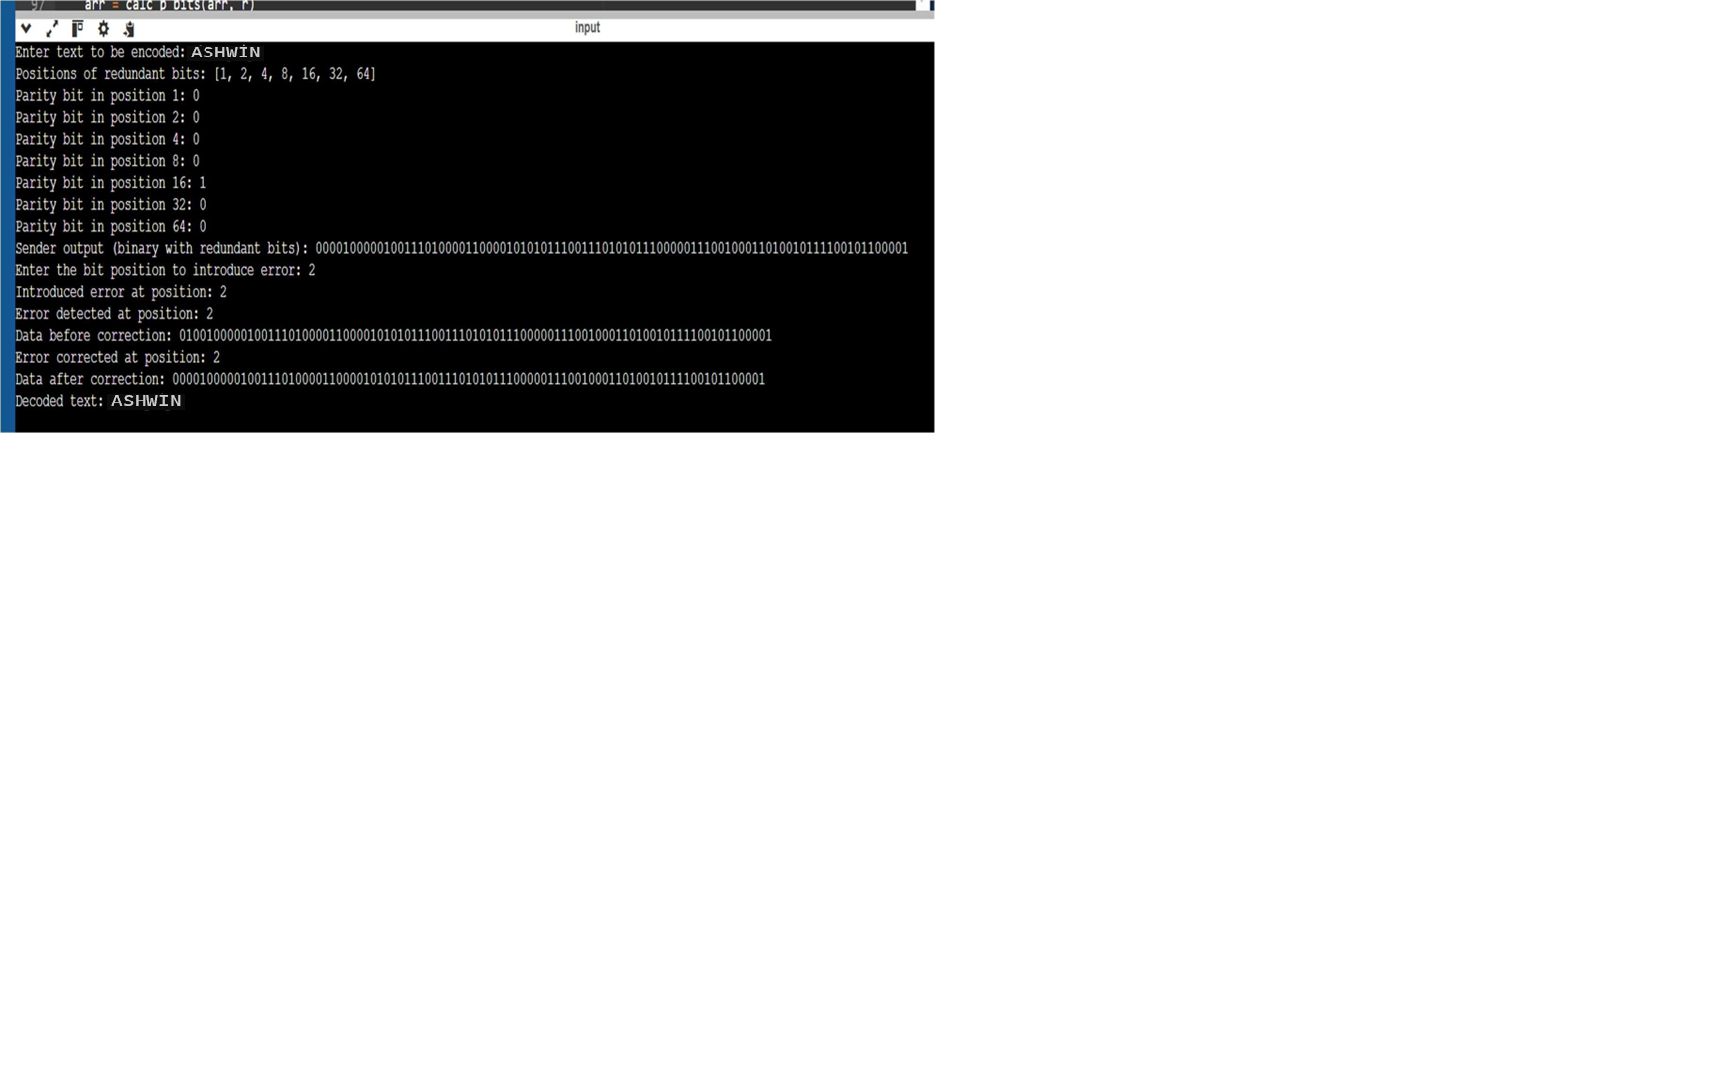 97 arr = calc_p_bits(arr, r)
input
Enter text to be encoded: ASHWIN
Positions of redundant bits: [1, 2, 4, 8, 16, 32, 64]
Parity bit in position 1: 0
Parity bit in position 2: 0
Parity bit in position 4: 0
Parity bit in position 8: 0
Parity bit in position 16: 1
Parity bit in position 32: 0
Parity bit in position 64: 0
Sender output (binary with redundant bits): 000010000010011101000011000010101011100111010101110000011100100011010010111100101100001
Enter the bit position to introduce error: 2
Introduced error at position: 2
Error detected at position: 2
Data before correction: 010010000010011101000011000010101011100111010101110000011100100011010010111100101100001
Error corrected at position: 2
Data after correction: 000010000010011101000011000010101011100111010101110000011100100011010010111100101100001
Decoded text: ASHWIN